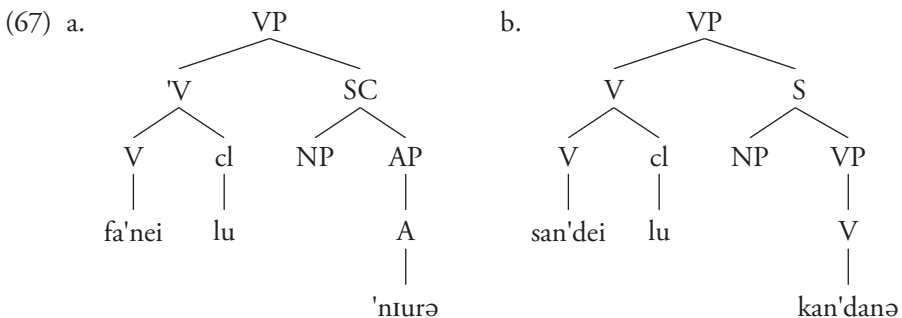 (67) a. VP b. VP
'V SC V S
V cl NP AP V cl NP VP
fa'nei lu A san'dei lu V
'nɪurə kan'danə